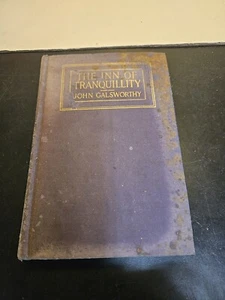 THE INN OF
TRANQUILLITY
JOHN GALSWORTHY